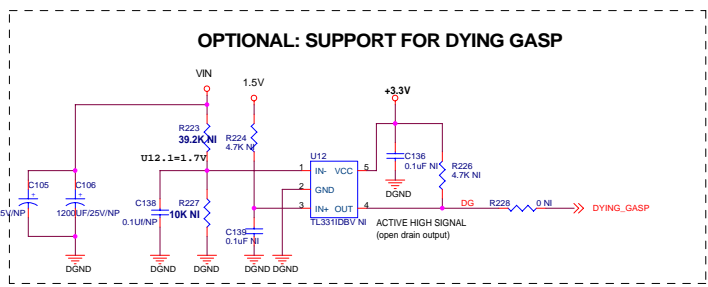 OPTIONAL: SUPPORT FOR DYING GASP
VIN
1.5V
+3.3V
R223
39.2K NI
R224
4.7K NI
U12.1=1.7V
U12
1 IN- VCC 5
2 GND
3 IN+ OUT 4
TL331IDBV NI
C136
0.1uF NI
DGND
R226
4.7K NI
C105
5V/NP
C106
1200UF/25V/NP
C138
0.1Uf/NP
R227
10K NI
C139
0.1uF NI
DG
R228
0 NI
DYING_GASP
ACTIVE HIGH SIGNAL
(open drain output)
DGND
DGND
DGND
DGND
DGND